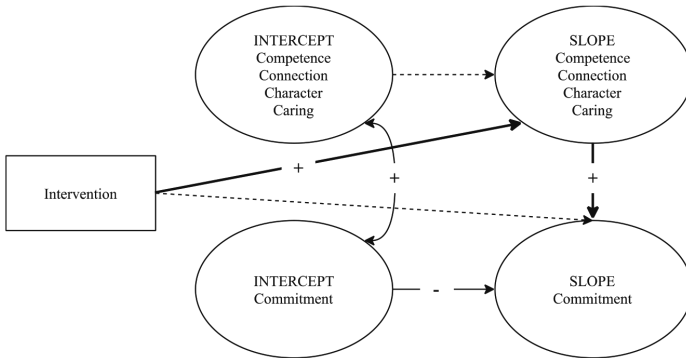 INTERCEPT
Competence
Connection
Character
Caring
SLOPE
Competence
Connection
Character
Caring
+
+
+
Intervention
INTERCEPT
Commitment
-
SLOPE
Commitment